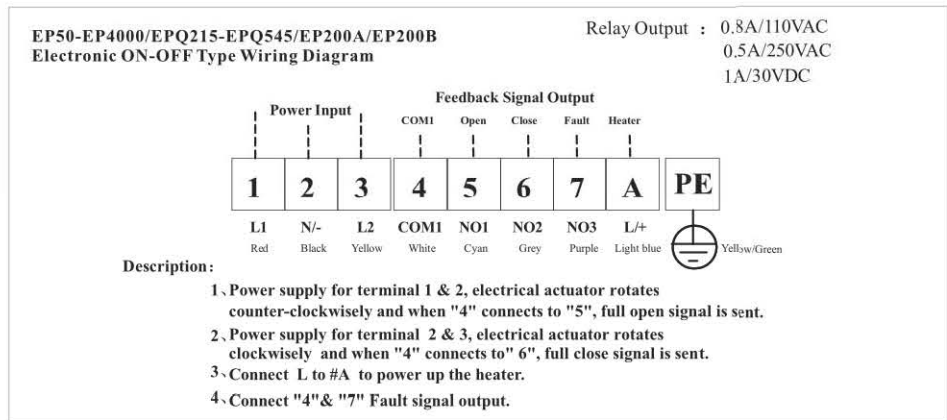 EP50-EP4000/EPQ215-EPQ545/EP200A/EP200B
Electronic ON-OFF Type Wiring Diagram
Relay Output : 0.8A/110VAC
0.5A/250VAC
1A/30VDC
Power Input
Feedback Signal Output
COM1 Open Close Fault Heater
1 2 3 4 5 6 7 A PE
L1 N/- L2 COM1 NO1 NO2 NO3 L/+
Red Black Yellow White Cyan Grey Purple Light blue Yellow/Green
Description:
1、Power supply for terminal 1 & 2, electrical actuator rotates
counter-clockwisely and when "4" connects to "5", full open signal is sent.
2、Power supply for terminal 2 & 3, electrical actuator rotates
clockwisely and when "4" connects to" 6", full close signal is sent.
3、Connect L to #A to power up the heater.
4、Connect "4"& "7" Fault signal output.